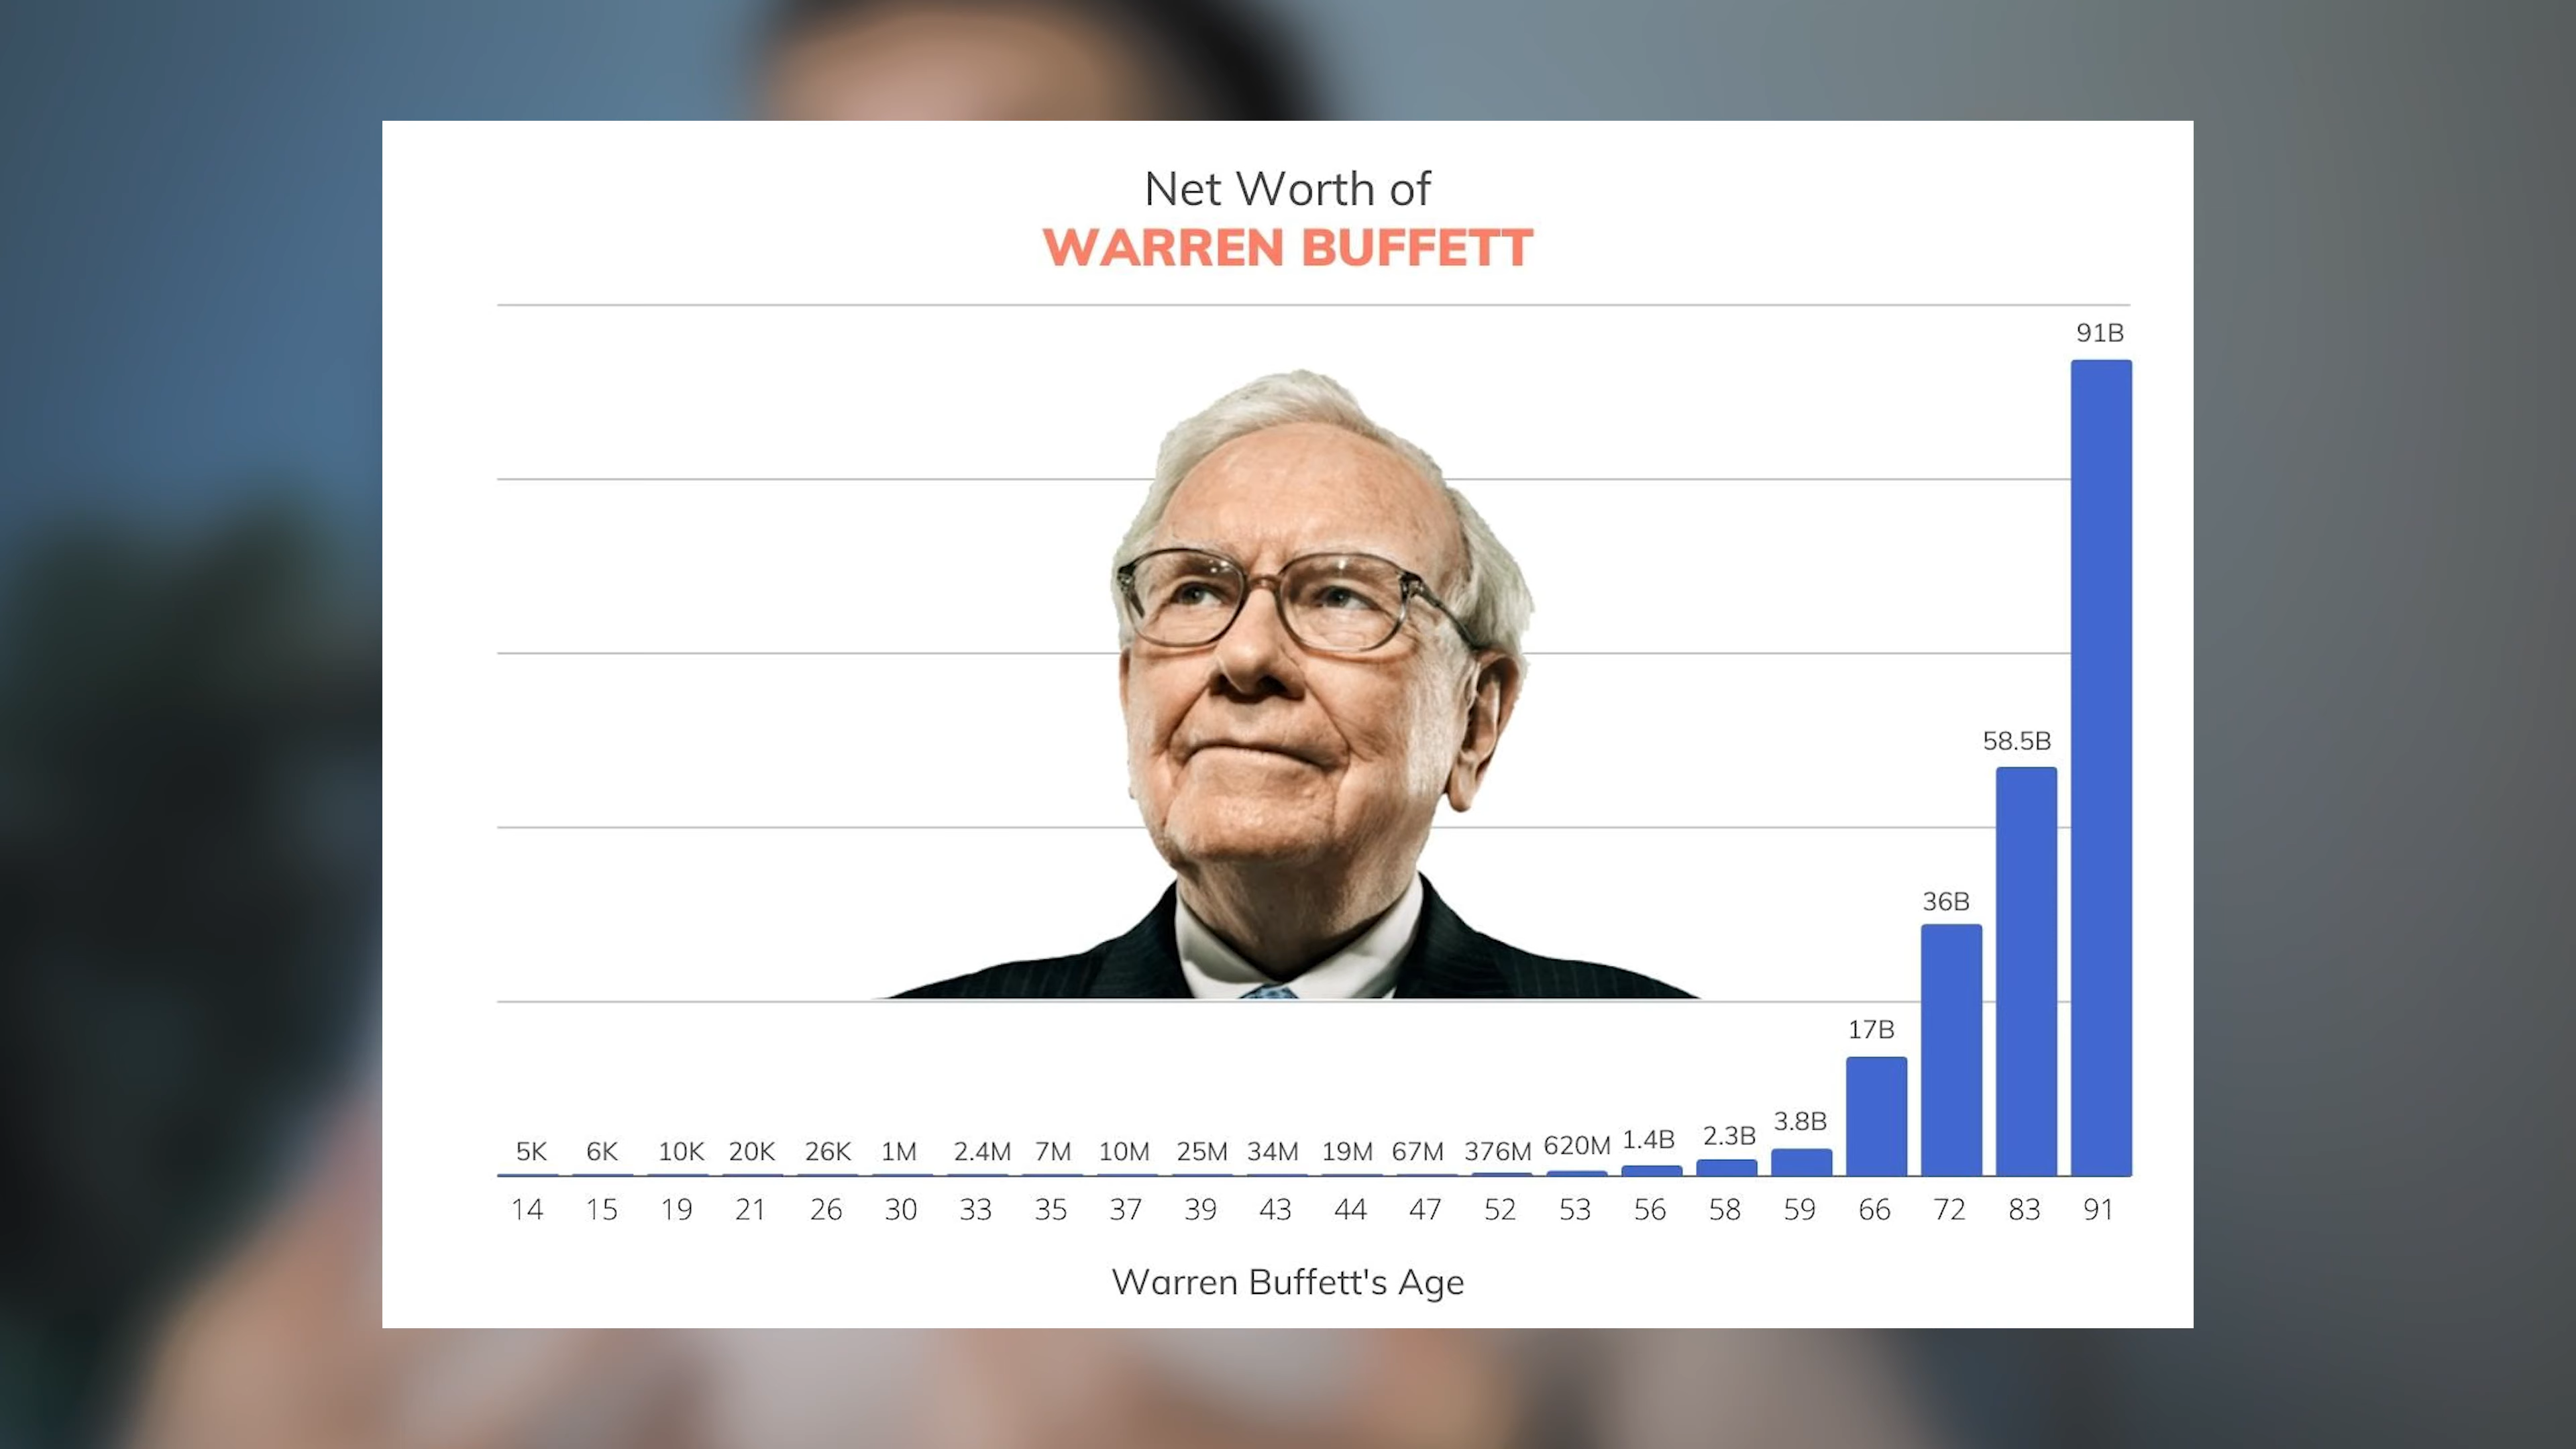 Net Worth of
WARREN BUFFETT
91B
58.5B
36B
17B
5K 6K 10K 20K 26K 1M 2.4M 7M 10M 25M 34M 19M 67M 376M 620M 1.4B 2.3B 3.8B
14 15 19 21 26 30 33 35 37 39 43 44 47 52 53 56 58 59 66 72 83 91
Warren Buffett's Age